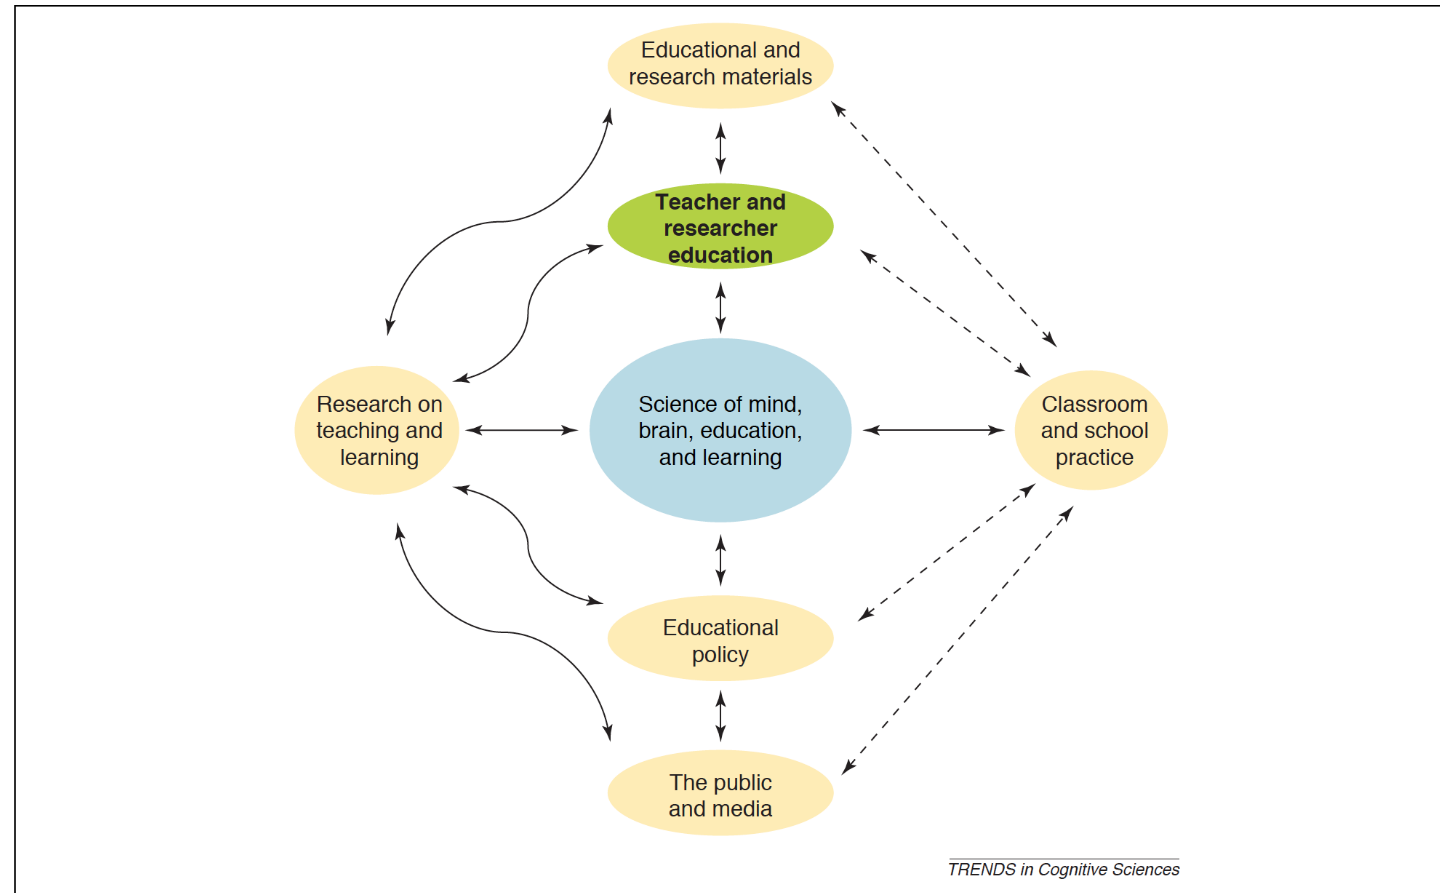 Educational and
research materials
Teacher and
researcher
education
Research on
teaching and
learning
Science of mind,
brain, education,
and learning
Classroom
and school
practice
Educational
policy
The public
and media
TRENDS in Cognitive Sciences